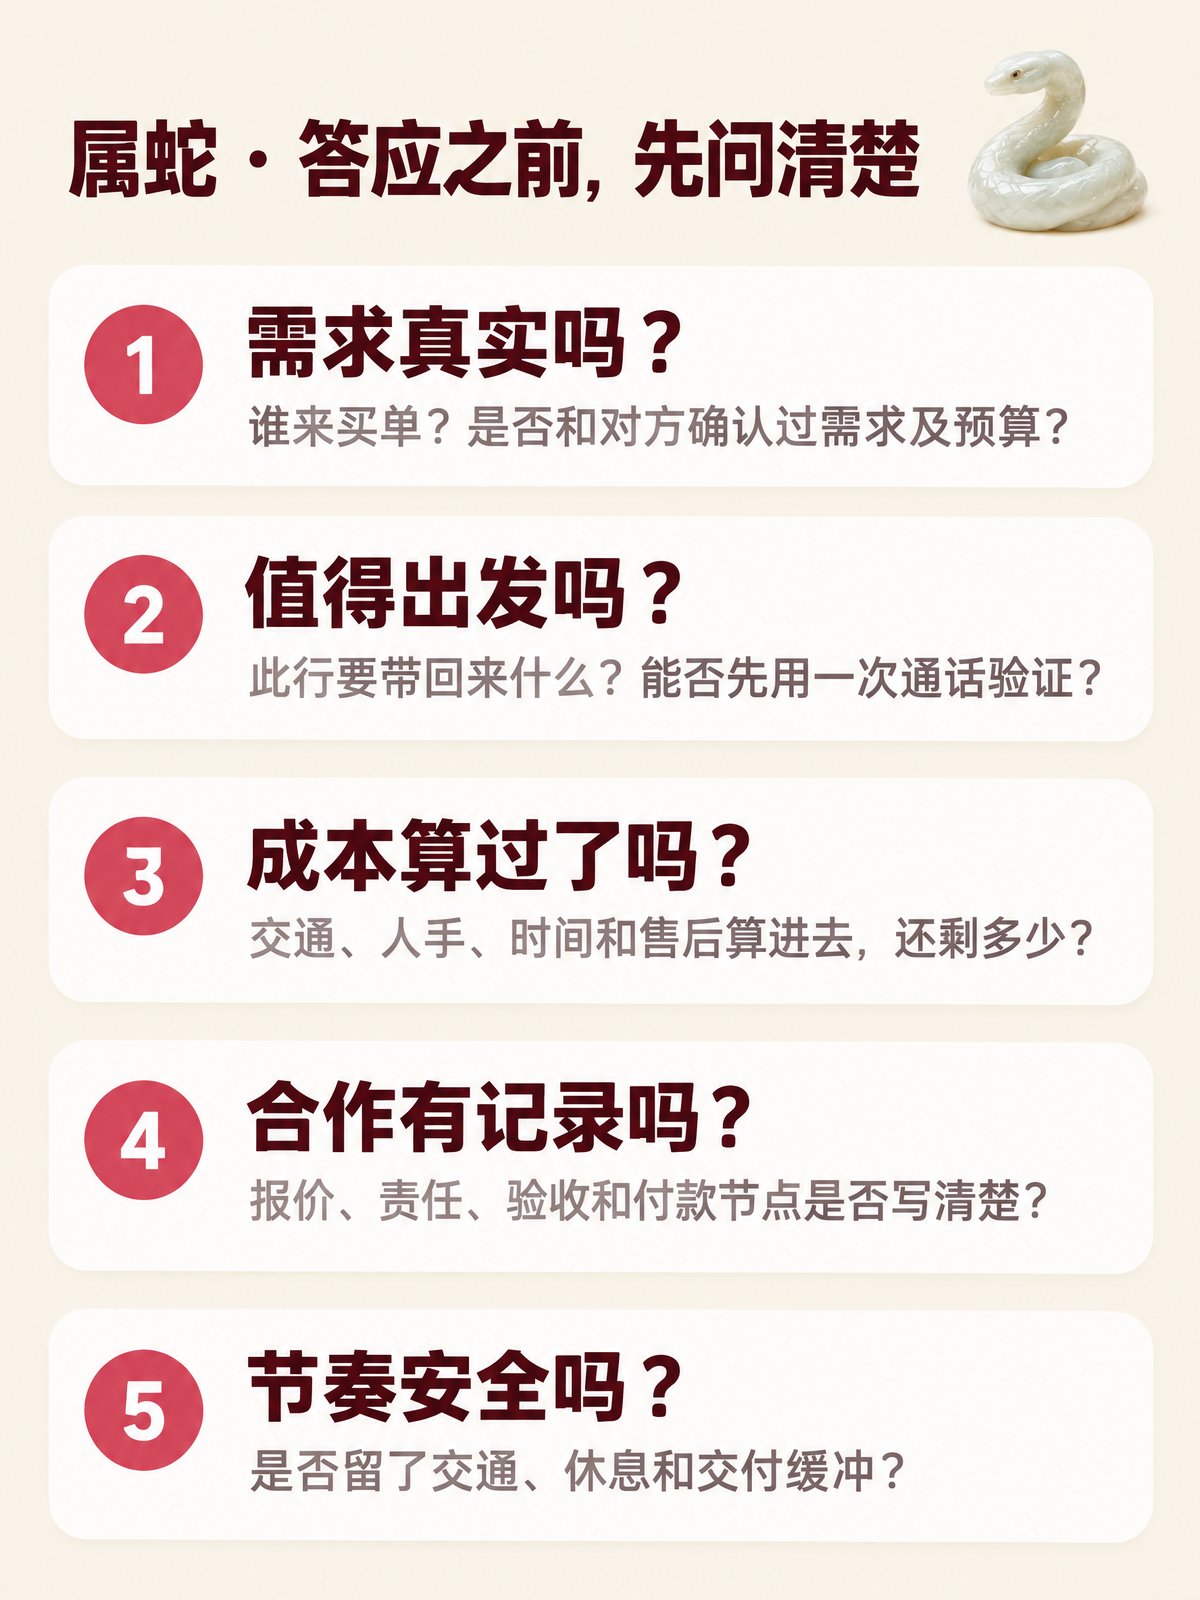 属蛇·答应之前，先问清楚
1
需求真实吗？
谁来买单？是否和对方确认过需求及预算？
2
值得出发吗？
此行要带回来什么？能否先用一次通话验证？
3
成本算过了吗？
交通、人手、时间和售后算进去，还剩多少？
4
合作有记录吗？
报价、责任、验收和付款节点是否写清楚？
5
节奏安全吗？
是否留了交通、休息和交付缓冲？